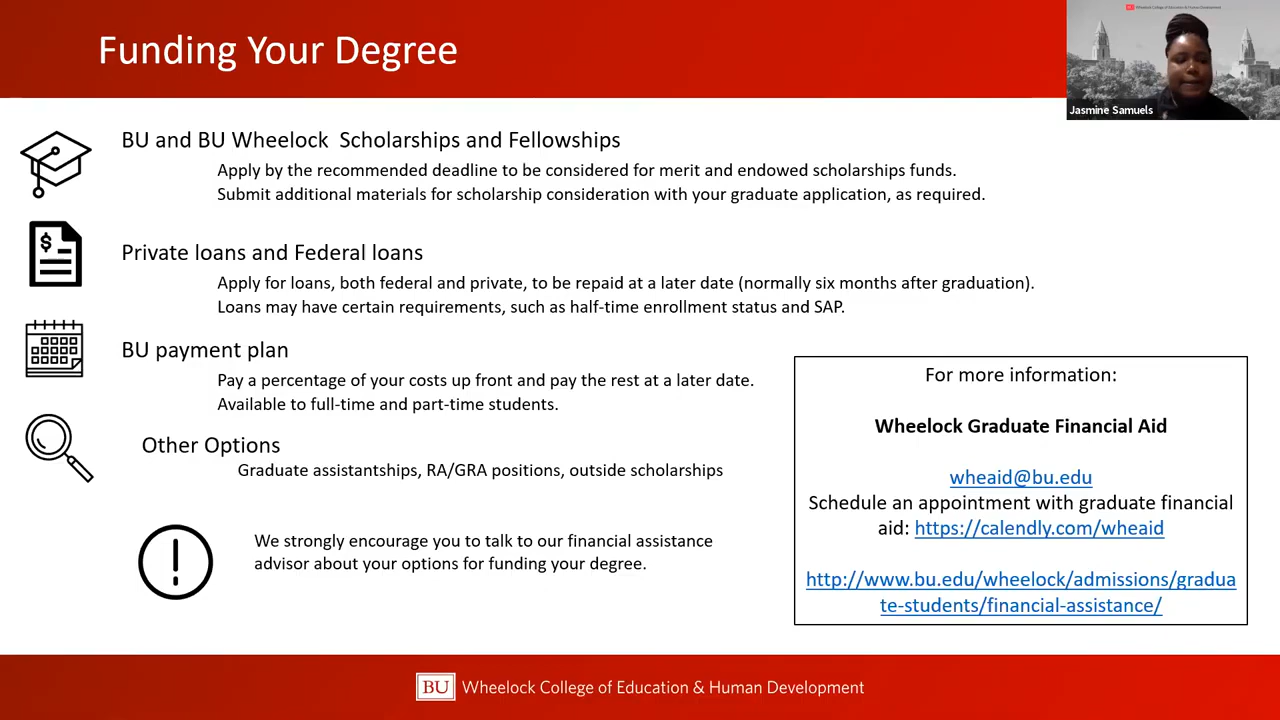 Funding Your Degree
Wheelock College of Education & Human Development
Jasmine Samuels
BU and BU Wheelock  Scholarships and Fellowships
Apply by the recommended deadline to be considered for merit and endowed scholarships funds.
Submit additional materials for scholarship consideration with your graduate application, as required.
Private loans and Federal loans
Apply for loans, both federal and private, to be repaid at a later date (normally six months after graduation).
Loans may have certain requirements, such as half-time enrollment status and SAP.
BU payment plan
Pay a percentage of your costs up front and pay the rest at a later date.
Available to full-time and part-time students.
Other Options
Graduate assistantships, RA/GRA positions, outside scholarships
We strongly encourage you to talk to our financial assistance
advisor about your options for funding your degree.
For more information:
Wheelock Graduate Financial Aid
wheaid@bu.edu
Schedule an appointment with graduate financial
aid: https://calendly.com/wheaid
http://www.bu.edu/wheelock/admissions/gradua
te-students/financial-assistance/
BU Wheelock College of Education & Human Development